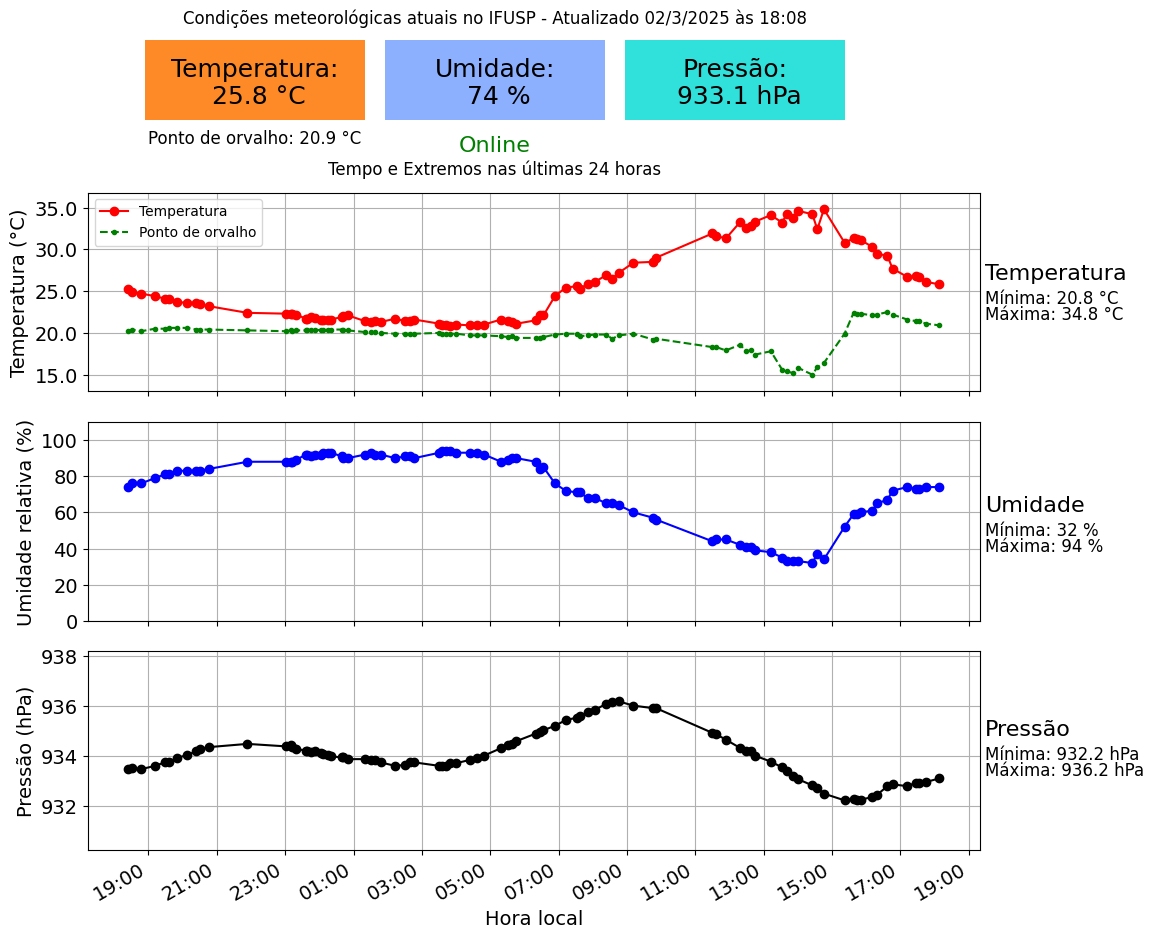 Condições meteorológicas atuais no IFUSP - Atualizado 02/3/2025 às 18:08
Temperatura:
25.8 °C
Umidade:
74 %
Pressão:
933.1 hPa
Ponto de orvalho: 20.9 °C
Online
Tempo e Extremos nas últimas 24 horas
Temperatura (°C)
35.0
30.0
25.0
20.0
15.0
Temperatura
Ponto de orvalho
Temperatura
Mínima: 20.8 °C
Máxima: 34.8 °C
Umidade relativa (%)
100
80
60
40
20
0
Umidade
Mínima: 32 %
Máxima: 94 %
Pressão (hPa)
938
936
934
932
Pressão
Mínima: 932.2 hPa
Máxima: 936.2 hPa
19:00 21:00 23:00 01:00 03:00 05:00 07:00 09:00 11:00 13:00 15:00 17:00 19:00
Hora local